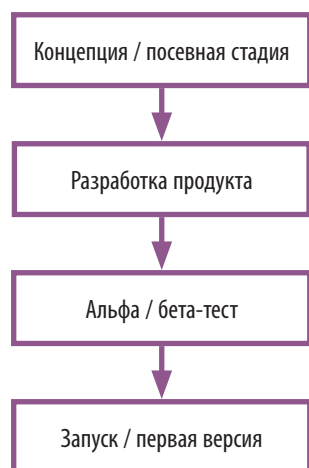 Концепция / посевная стадия
Разработка продукта
Альфа / бета-тест
Запуск / первая версия